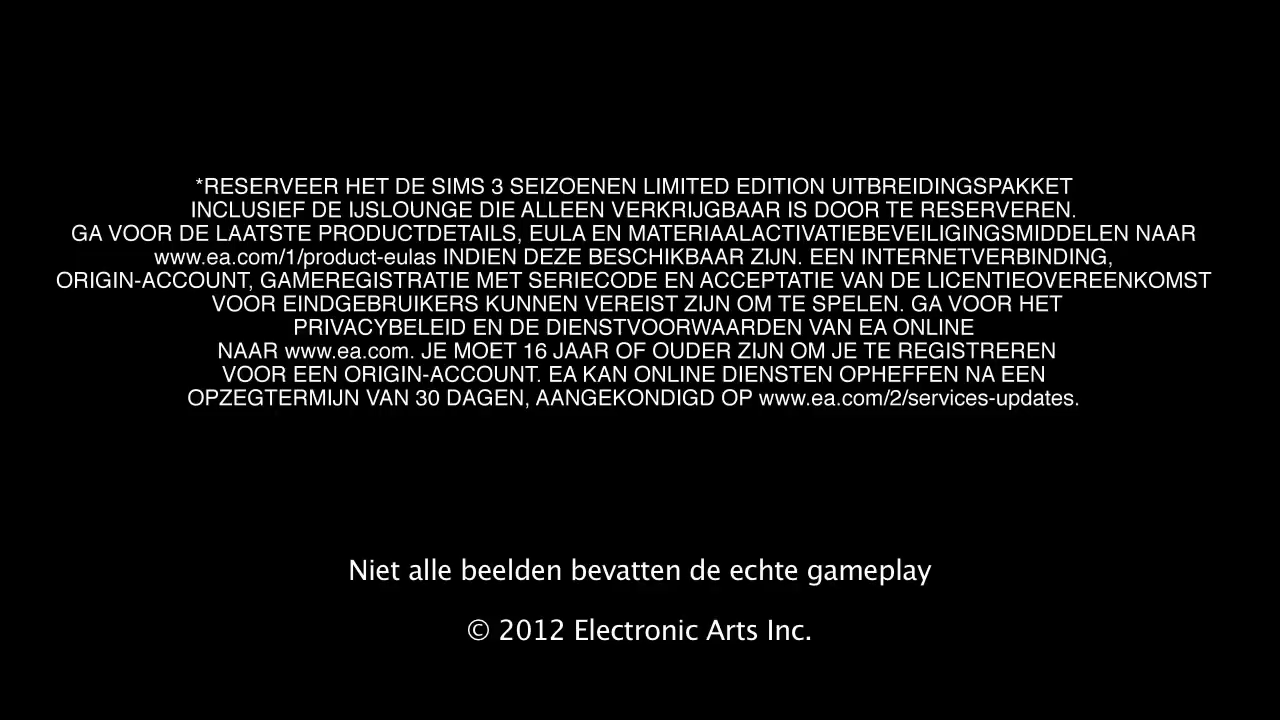 *RESERVEER HET DE SIMS 3 SEIZOENEN LIMITED EDITION UITBREIDINGSPAKKET
INCLUSIEF DE IJSLOUNGE DIE ALLEEN VERKRIJGBAAR IS DOOR TE RESERVEREN.
GA VOOR DE LAATSTE PRODUCTDETAILS, EULA EN MATERIAALACTIVATIEBEVEILIGINGSMIDDELEN NAAR
www.ea.com/1/product-eulas INDIEN DEZE BESCHIKBAAR ZIJN. EEN INTERNETVERBINDING,
ORIGIN-ACCOUNT, GAMEREGISTRATIE MET SERIECODE EN ACCEPTATIE VAN DE LICENTIEOVEREENKOMST
VOOR EINDGEBRUIKERS KUNNEN VEREIST ZIJN OM TE SPELEN. GA VOOR HET
PRIVACYBELEID EN DE DIENSTVOORWAARDEN VAN EA ONLINE
NAAR www.ea.com. JE MOET 16 JAAR OF OUDER ZIJN OM JE TE REGISTREREN
VOOR EEN ORIGIN-ACCOUNT. EA KAN ONLINE DIENSTEN OPHEFFEN NA EEN
OPZEGTERMIJN VAN 30 DAGEN, AANGEKONDIGD OP www.ea.com/2/services-updates.
Niet alle beelden bevatten de echte gameplay
© 2012 Electronic Arts Inc.